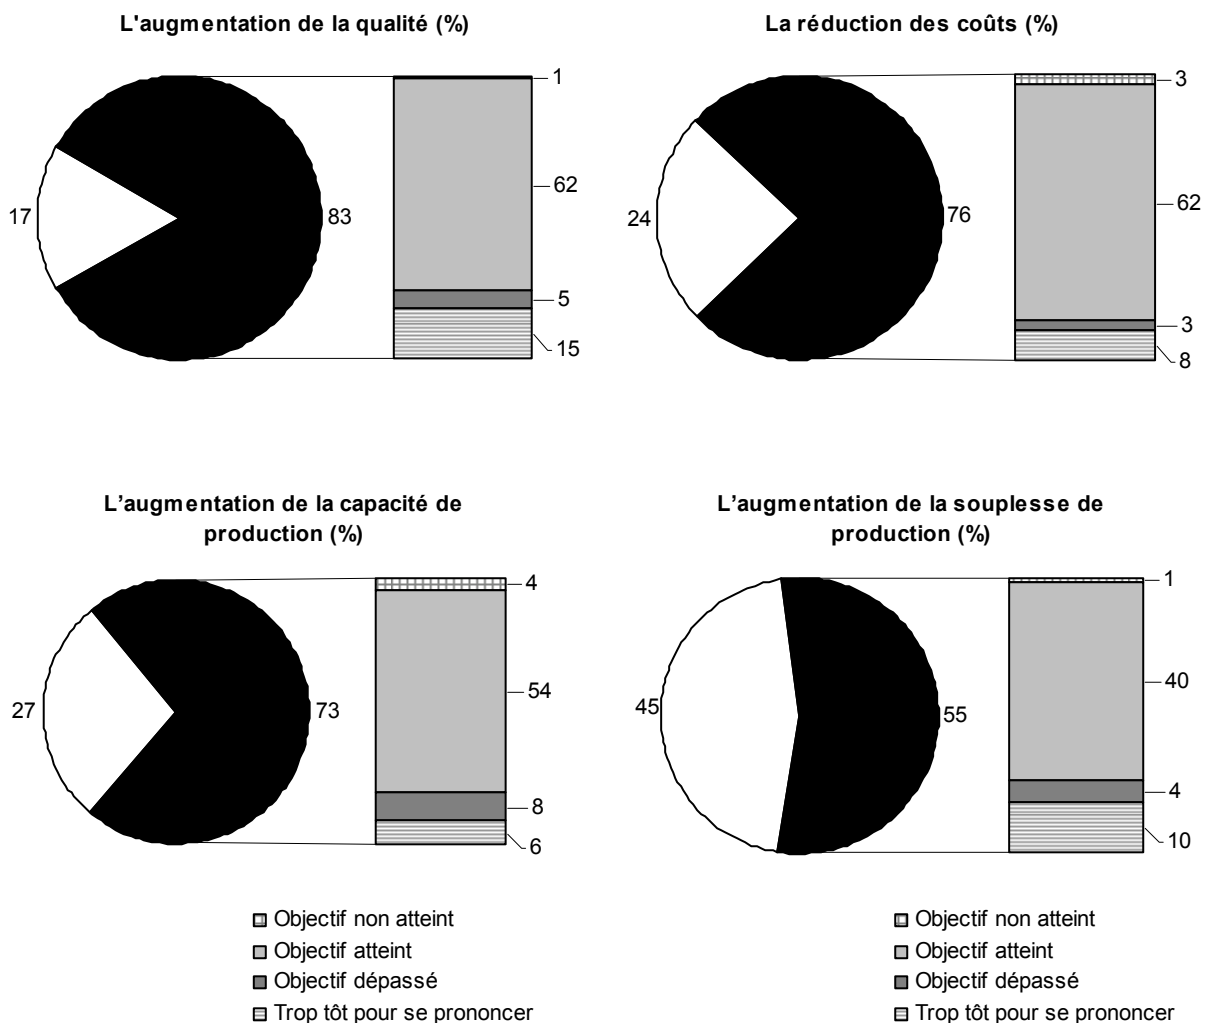 L'augmentation de la qualité (%)
17
83
1
62
5
15
La réduction des coûts (%)
24
76
3
62
3
8
L’augmentation de la capacité de
production (%)
27
73
4
54
8
6
Objectif non atteint
Objectif atteint
Objectif dépassé
Trop tôt pour se prononcer
L’augmentation de la souplesse de
production (%)
45
55
1
40
4
10
Objectif non atteint
Objectif atteint
Objectif dépassé
Trop tôt pour se prononcer